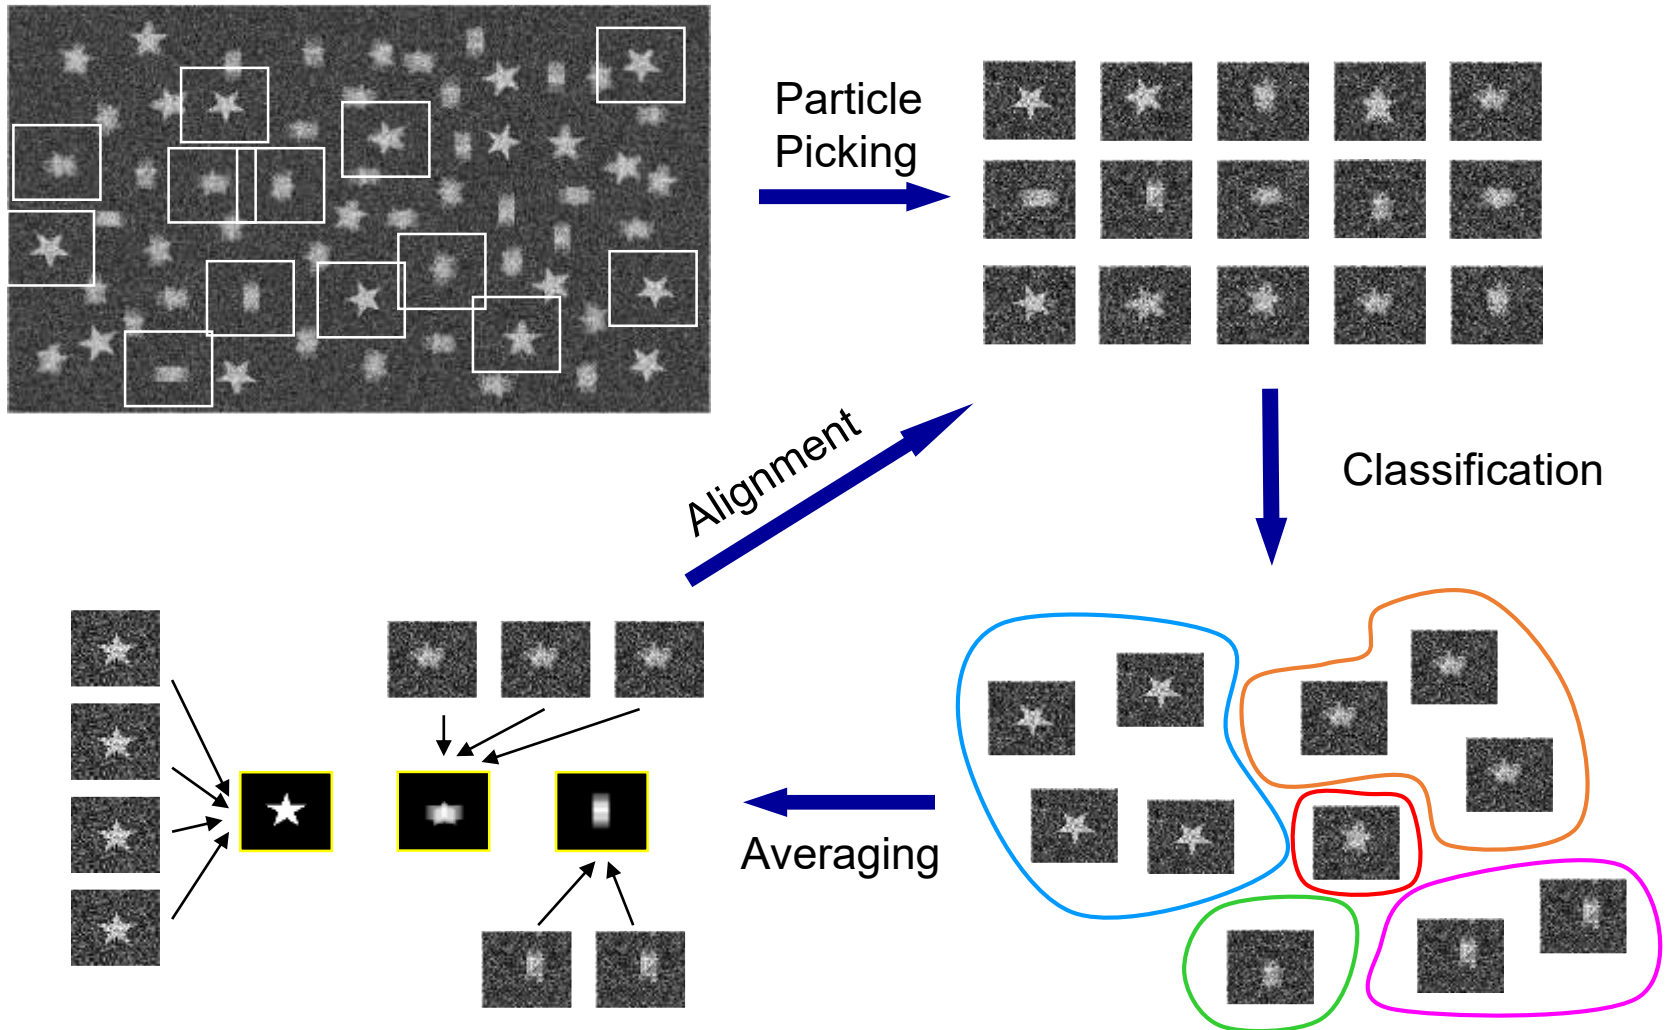 Particle
Picking
Alignment
Classification
Averaging